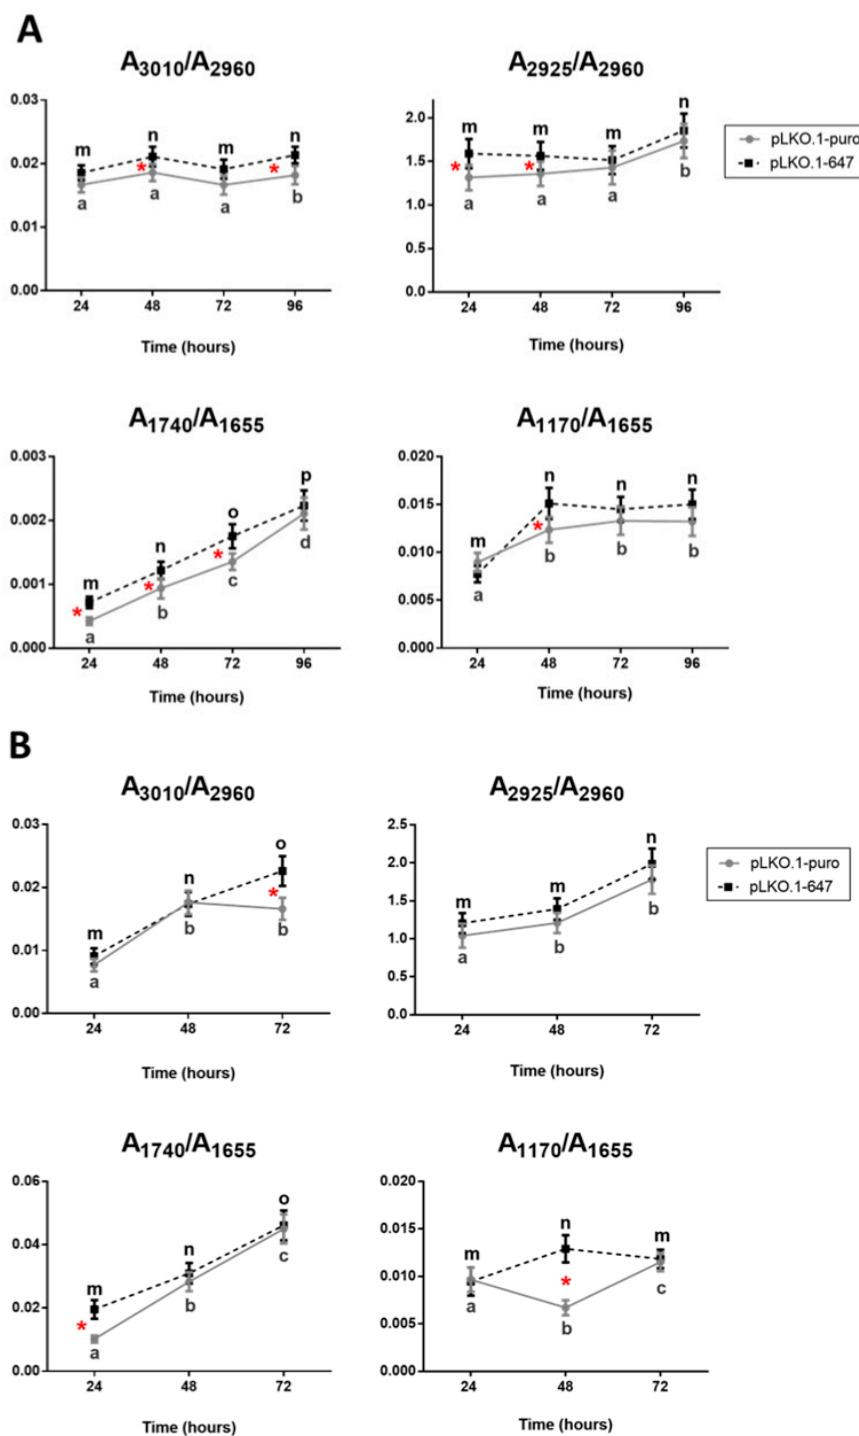 A
A3010/A2960
A2925/A2960
0.03
0.02
0.01
0.00
m n m n
* *
a a a b
24 48 72 96
Time (hours)
2.0
1.5
1.0
0.5
0.0
m m m n
* *
a a a b
24 48 72 96
Time (hours)
pLKO.1-puro
pLKO.1-647
A1740/A1655
A1170/A1655
0.003
0.002
0.001
0.000
m n o p
* * *
a b c d
24 48 72 96
Time (hours)
0.020
0.015
0.010
0.005
0.000
m n n n
*
a b b b
24 48 72 96
Time (hours)
B
A3010/A2960
A2925/A2960
0.03
0.02
0.01
0.00
m n o
*
a b b
24 48 72
Time (hours)
2.5
2.0
1.5
1.0
0.5
0.0
m m n
a b b
24 48 72
Time (hours)
pLKO.1-puro
pLKO.1-647
A1740/A1655
A1170/A1655
0.06
0.04
0.02
0.00
m n o
*
a b c
24 48 72
Time (hours)
0.020
0.015
0.010
0.005
0.000
m n m
*
a b c
24 48 72
Time (hours)